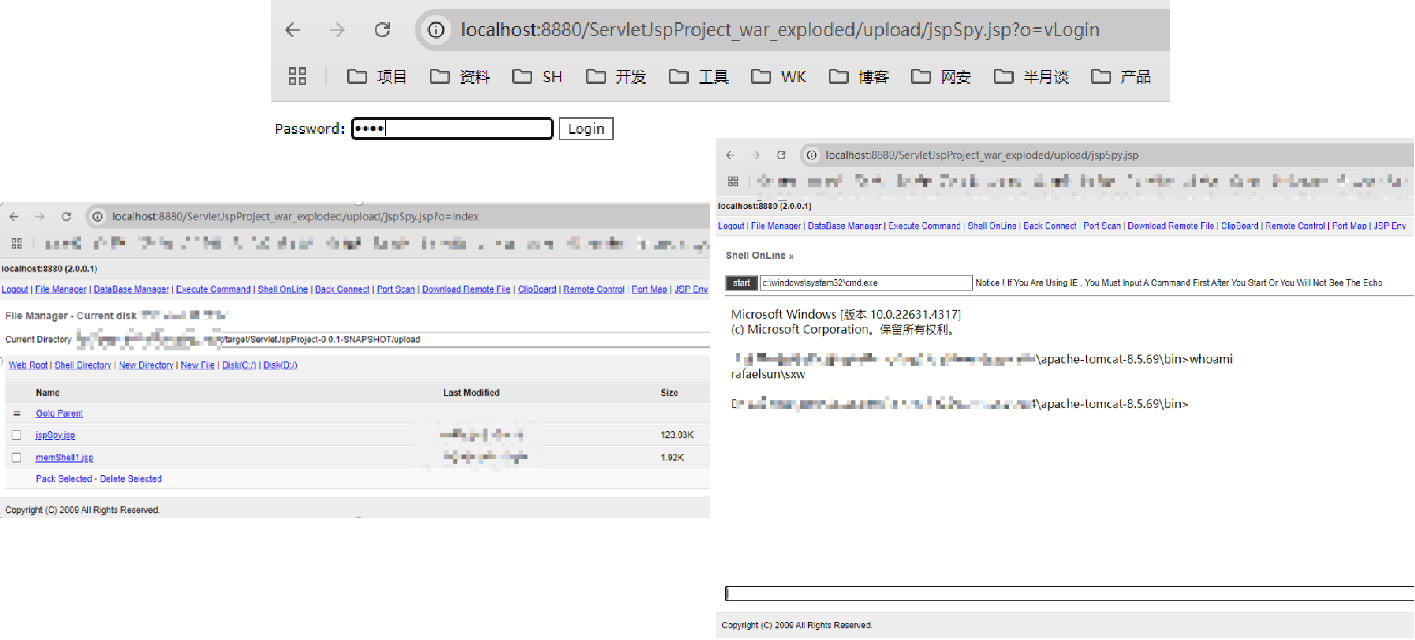 localhost:8880/ServletJspProject_war_exploded/upload/jspSpy.jsp?o=vLogin
项目 资料 SH 开发 工具 WK 博客 网安 半月谈 产品
Password: •••• Login
localhost:8880/ServletJspProject_war_exploded/upload/jspSpy.jsp?o=index
localhost:8880 (2.0.0.1)
Logout | File Manager | DataBase Manager | Execute Command | Shell OnLine | Back Connect | Port Scan | Download Remote File | ClipBoard | Remote Control | Port Map | JSP Env
File Manager - Current disk
Current Directory /target/ServletJspProject-0.0.1-SNAPSHOT/upload
Web Root | Shell Directory | New Directory | New File | Disk(C:/) | Disk(D:/)
Name Last Modified Size
= Goto Parent
jspSpy.jsp 123.03K
memShell1.jsp 1.92K
Pack Selected - Delete Selected
Copyright (C) 2009 All Rights Reserved.
localhost:8880/ServletJspProject_war_exploded/upload/jspSpy.jsp
localhost:8880 (2.0.0.1)
Logout | File Manager | DataBase Manager | Execute Command | Shell OnLine | Back Connect | Port Scan | Download Remote File | ClipBoard | Remote Control | Port Map | JSP Env
Shell OnLine »
start c:\windows\system32\cmd.exe Notice ! If You Are Using IE , You Must Input A Command First After You Start Or You Will Not See The Echo
Microsoft Windows [版本 10.0.22631.4317]
(c) Microsoft Corporation。保留所有权利。
\apache-tomcat-8.5.69\bin>whoami
rafaelsun\sxw
\apache-tomcat-8.5.69\bin>
Copyright (C) 2009 All Rights Reserved.